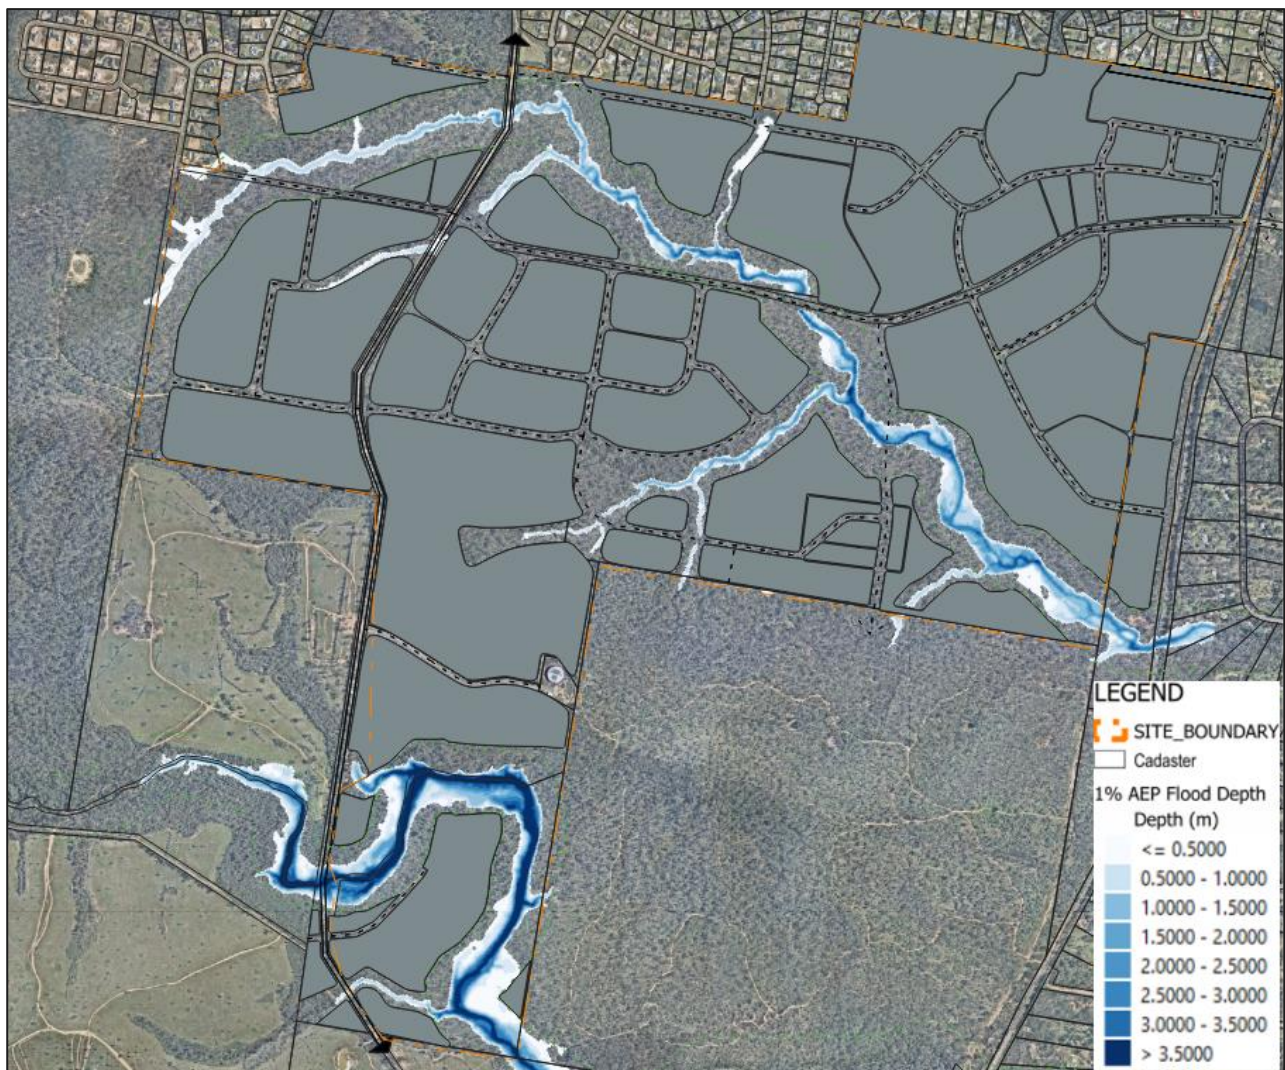 LEGEND
SITE_BOUNDARY
Cadaster
1% AEP Flood Depth
Depth (m)
<= 0.5000
0.5000 - 1.0000
1.0000 - 1.5000
1.5000 - 2.0000
2.0000 - 2.5000
2.5000 - 3.0000
3.0000 - 3.5000
> 3.5000